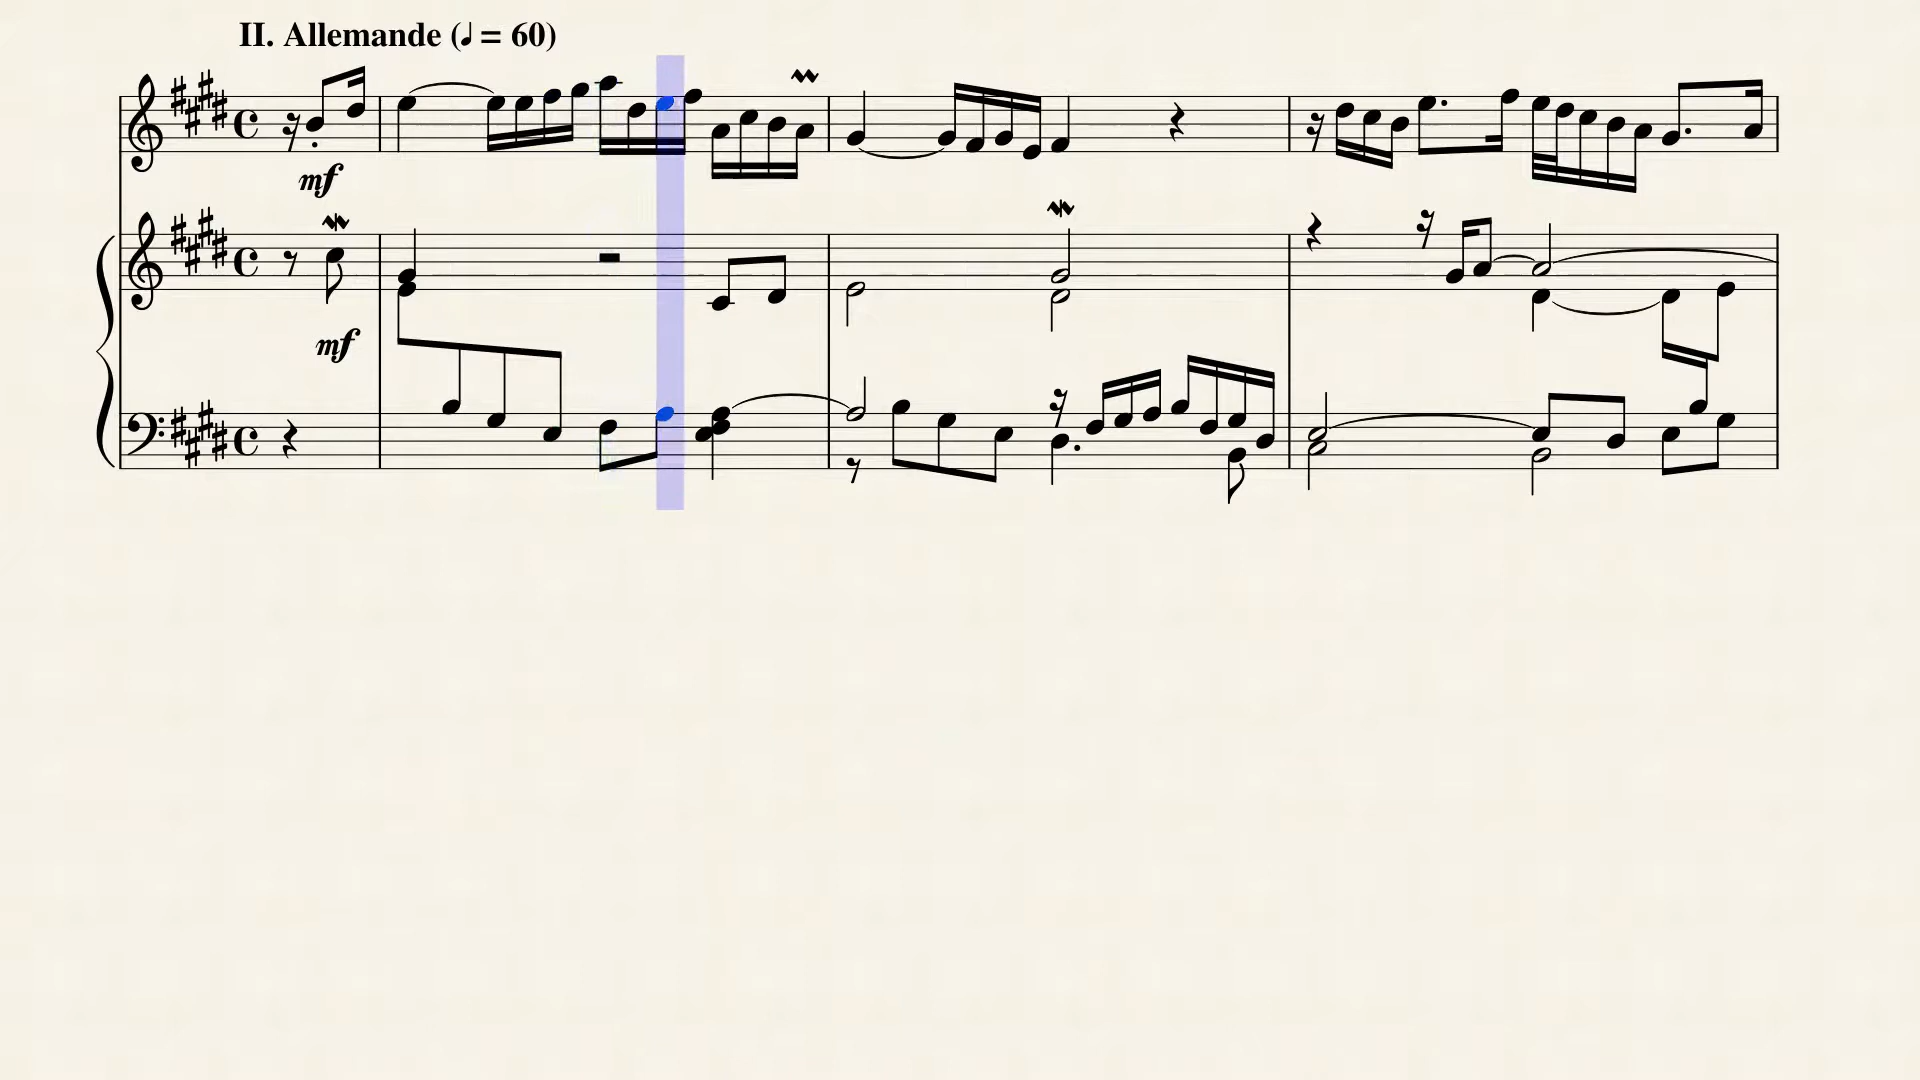 II. Allemande (♩ = 60)
mf
mf